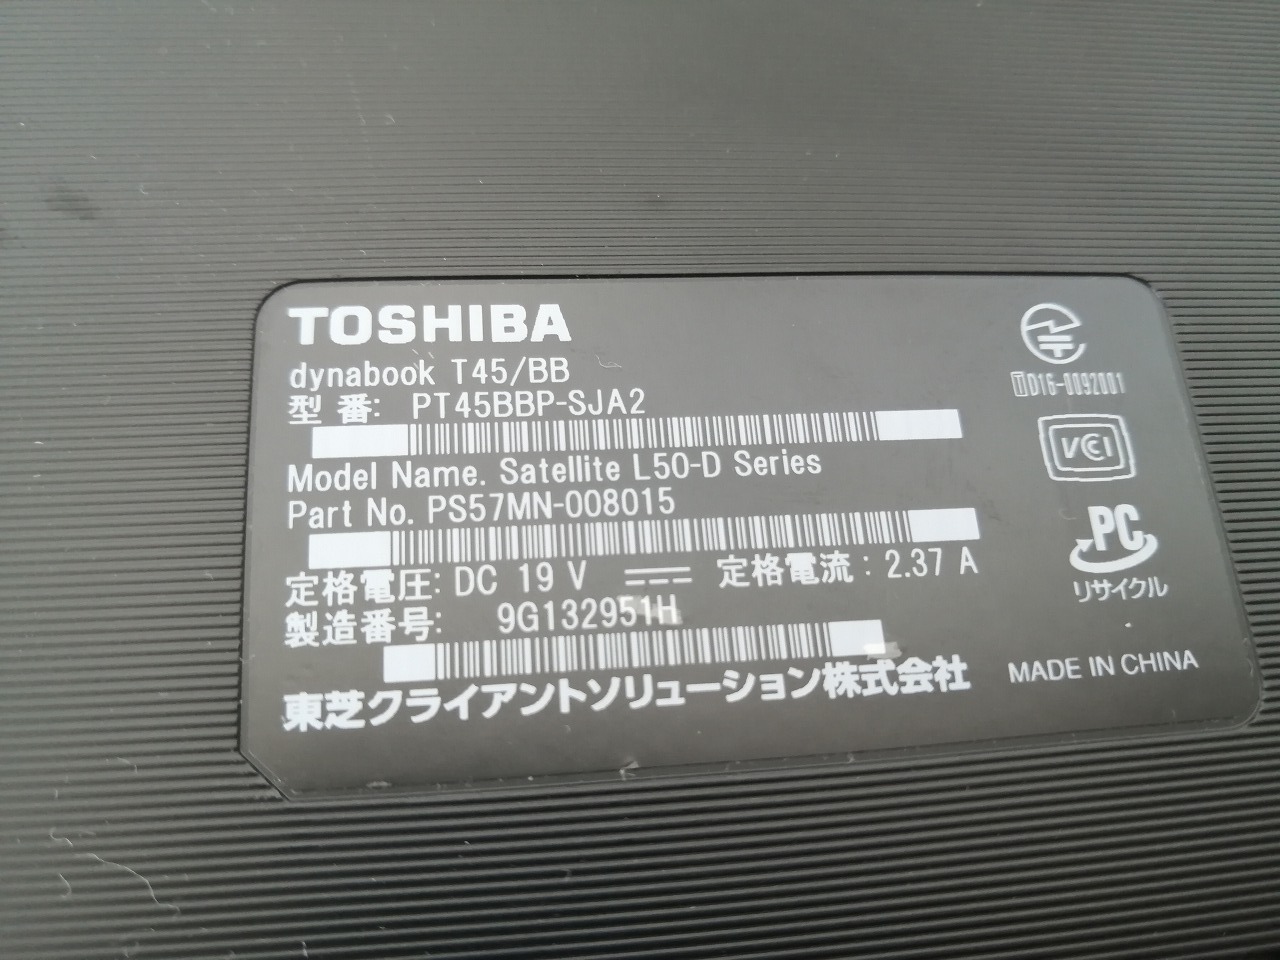 TOSHIBA
dynabook T45/BB
型 番: PT45BBP-SJA2
Model Name. Satellite L50-D Series
Part No. PS57MN-008015
定格電圧: DC 19 V 定格電流: 2.37 A
製造番号: 9G132951H
東芝クライアントソリューション株式会社
T D16-0092001
VCCI
PC
リサイクル
MADE IN CHINA